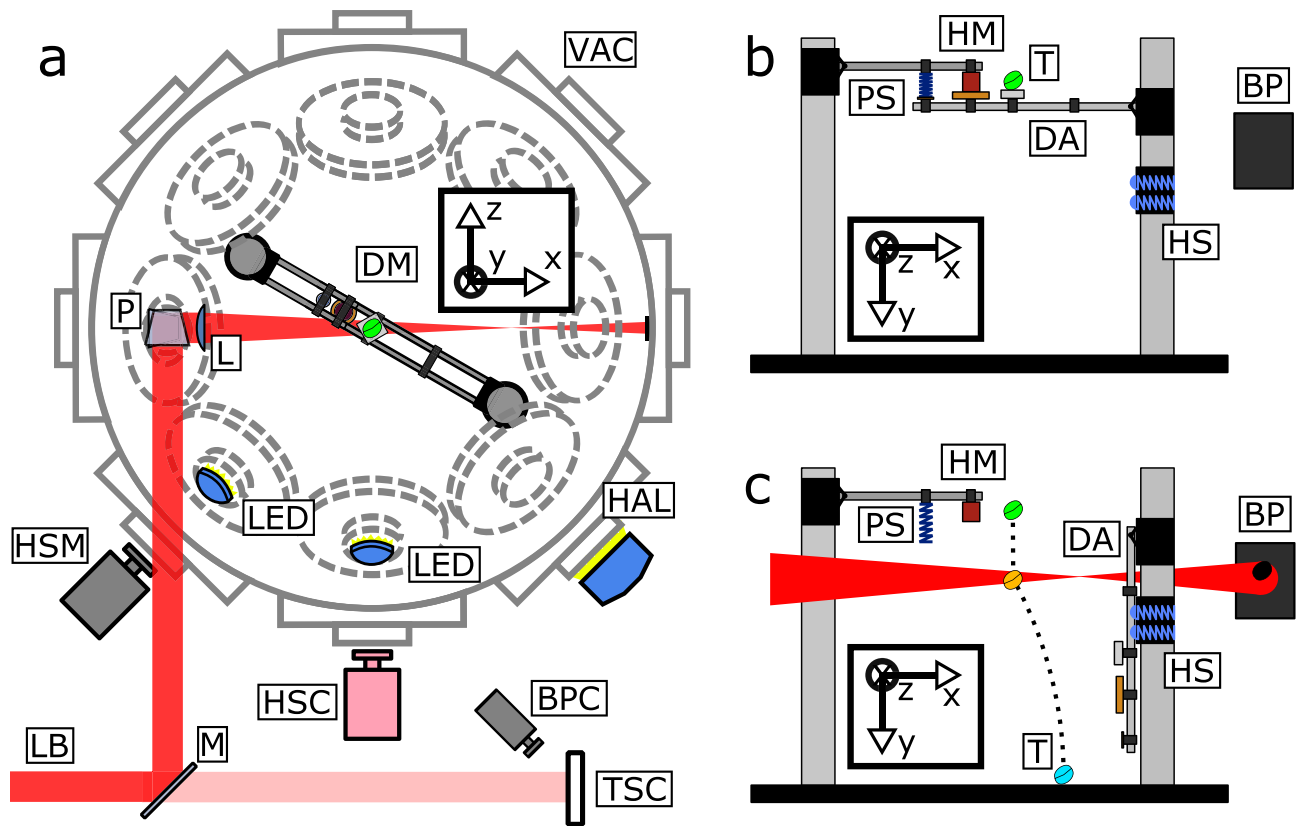 a
VAC
z
y
x
DM
P
L
LED
LED
HAL
HSM
HSC
BPC
LB
M
TSC
b
HM
T
PS
DA
BP
HS
z
x
y
c
HM
PS
DA
BP
HS
z
x
y
T